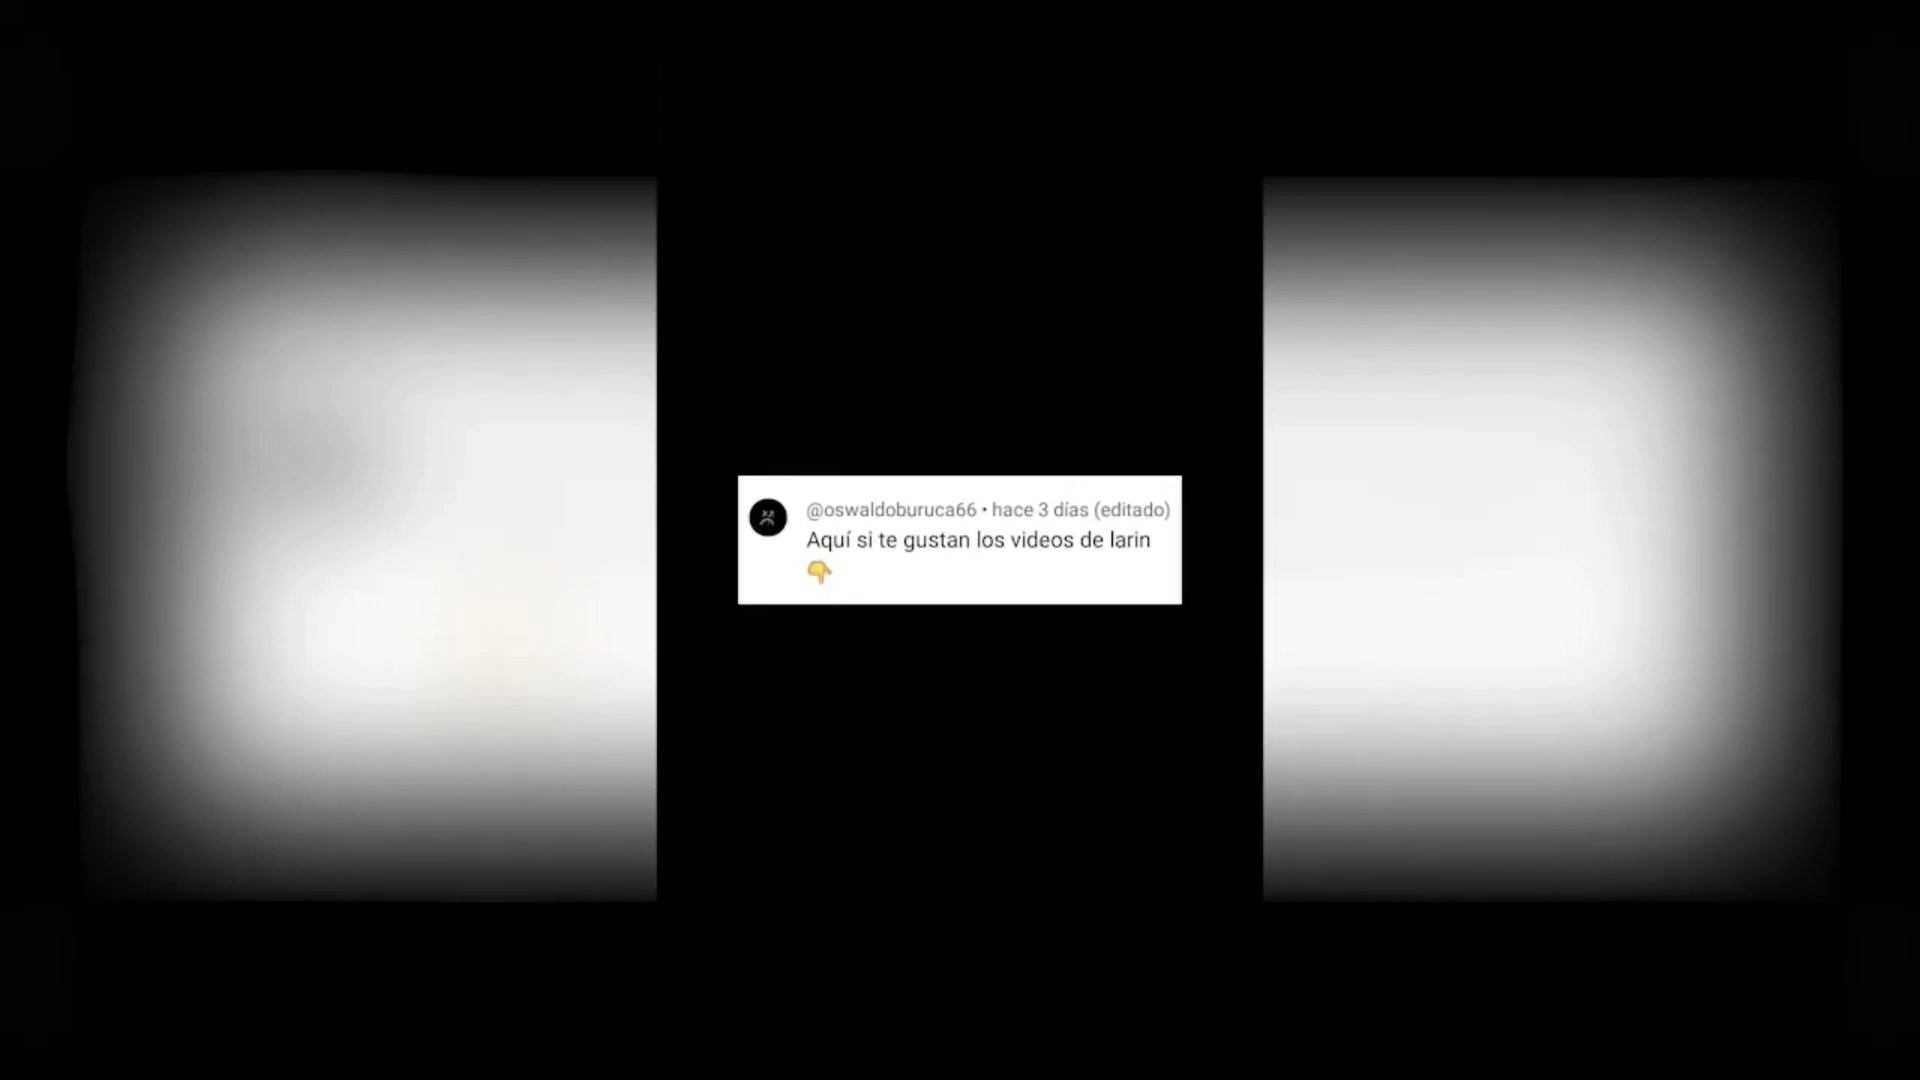 @oswaldoburuca66 • hace 3 días (editado)
Aquí si te gustan los videos de larin
👇